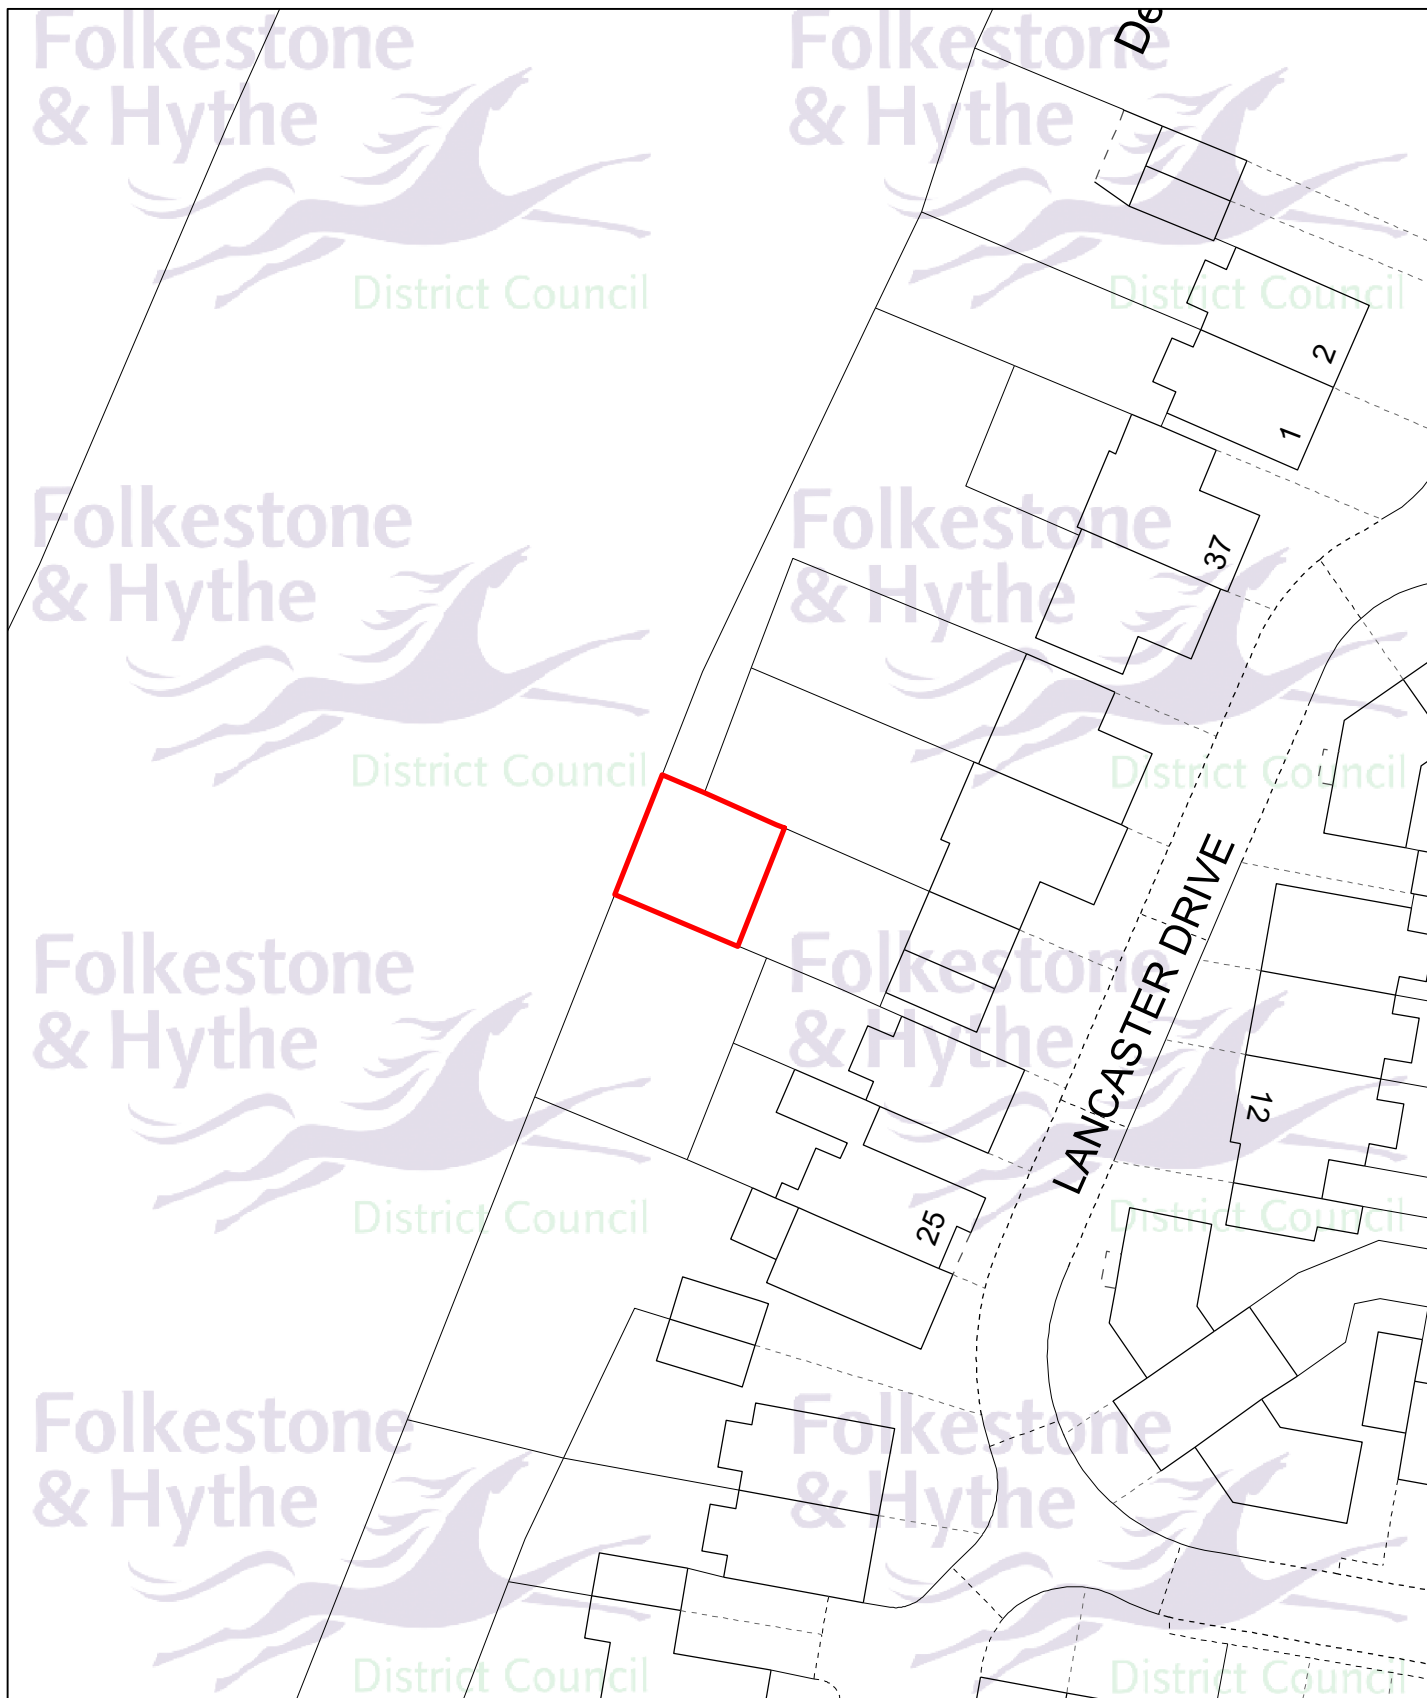 Folkestone
& Hythe
District Council
Folkestone
& Hythe
District Council
De
2
1
Folkestone
& Hythe
District Council
Folkestone
& Hythe
District Council
37
Folkestone
& Hythe
District Council
Folkestone
& Hythe
District Council
LANCASTER DRIVE
12
25
Folkestone
& Hythe
District Council
Folkestone
& Hythe
District Council